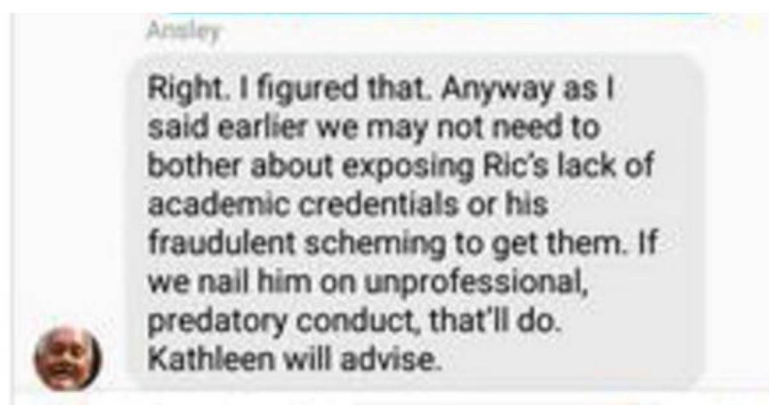 Ansley
Right. I figured that. Anyway as I
said earlier we may not need to
bother about exposing Ric's lack of
academic credentials or his
fraudulent scheming to get them. If
we nail him on unprofessional,
predatory conduct, that'll do.
Kathleen will advise.